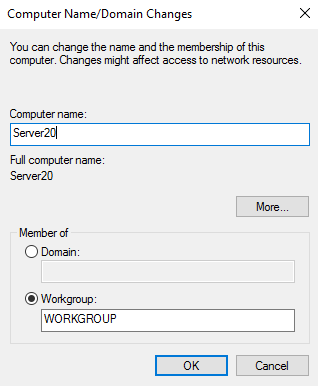 Computer Name/Domain Changes
You can change the name and the membership of this
computer. Changes might affect access to network resources.
Computer name:
Server20
Full computer name:
Server20
More...
Member of
Domain:
Workgroup:
WORKGROUP
OK
Cancel